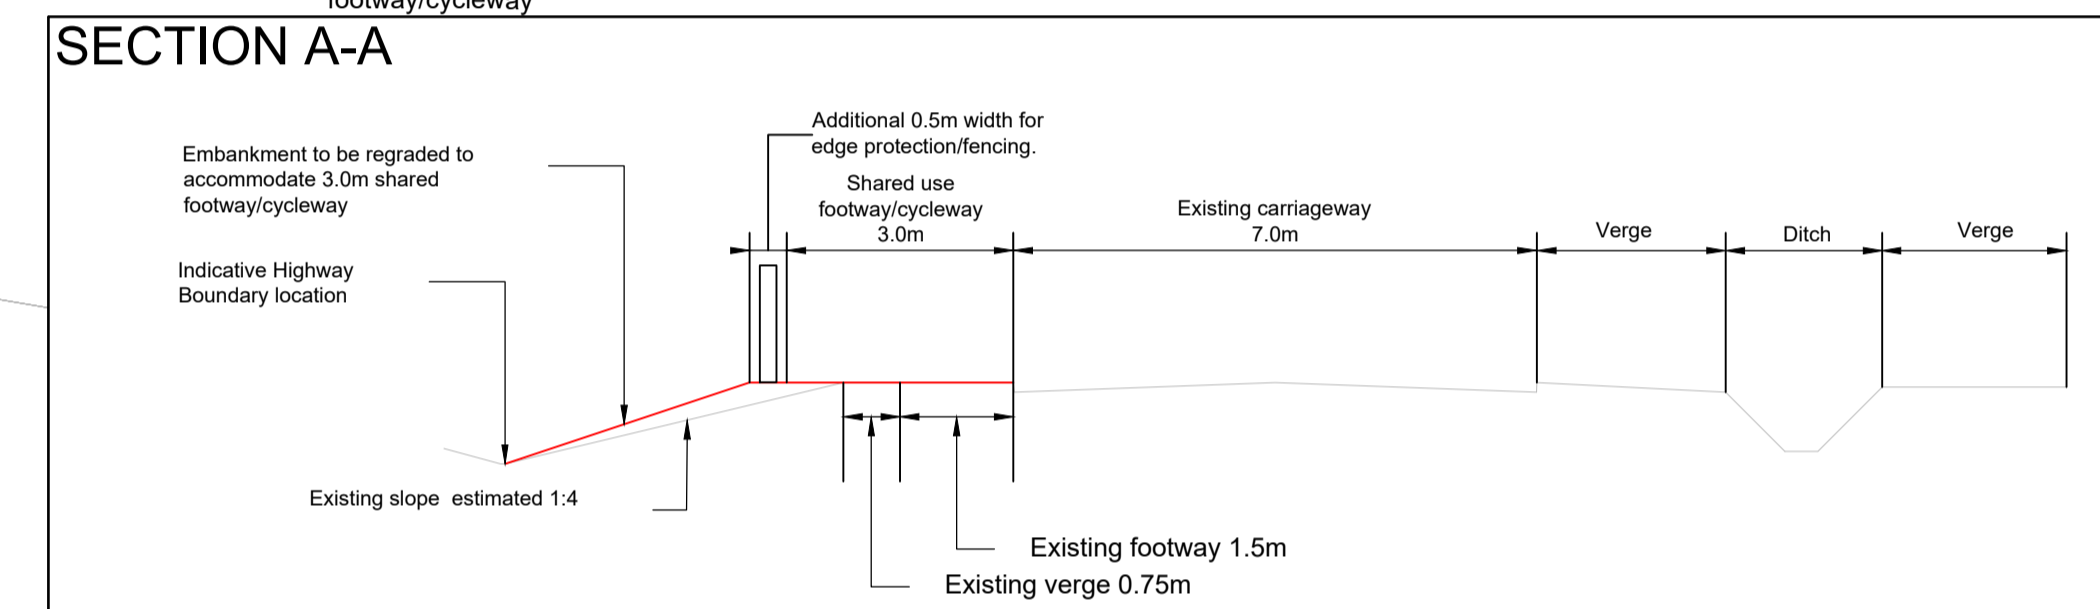 footway/cycleway
SECTION A-A
Additional 0.5m width for
edge protection/fencing.
Embankment to be regraded to
accommodate 3.0m shared
footway/cycleway
Shared use
footway/cycleway
3.0m
Existing carriageway
7.0m
Verge
Ditch
Verge
Indicative Highway
Boundary location
Existing slope estimated 1:4
Existing footway 1.5m
Existing verge 0.75m